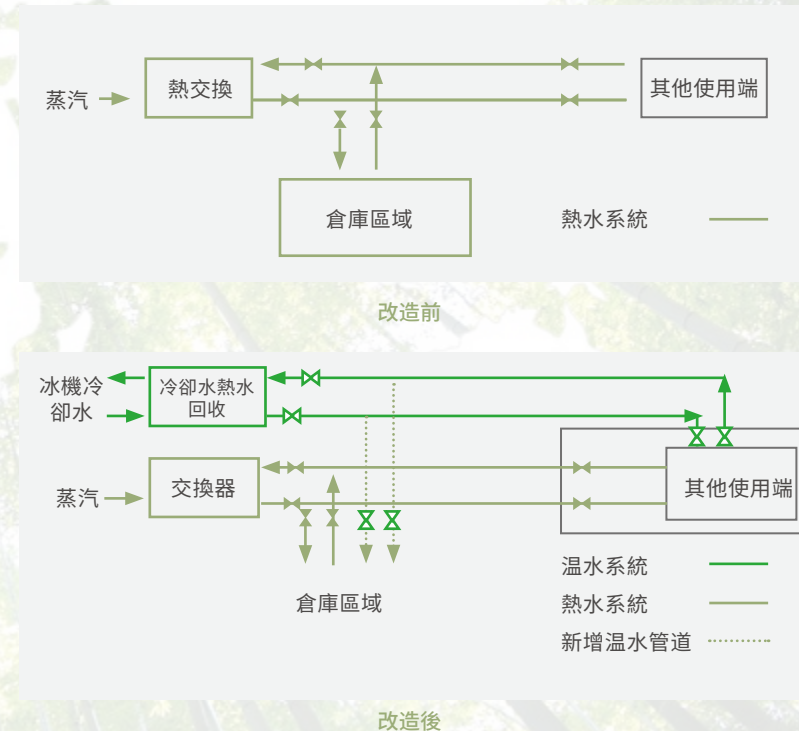 蒸汽
熱交換
其他使用端
倉庫區域
熱水系統
改造前
冰機冷
卻水
冷卻水熱水
回收
蒸汽
交換器
其他使用端
倉庫區域
温水系統
熱水系統
新增温水管道
改造後